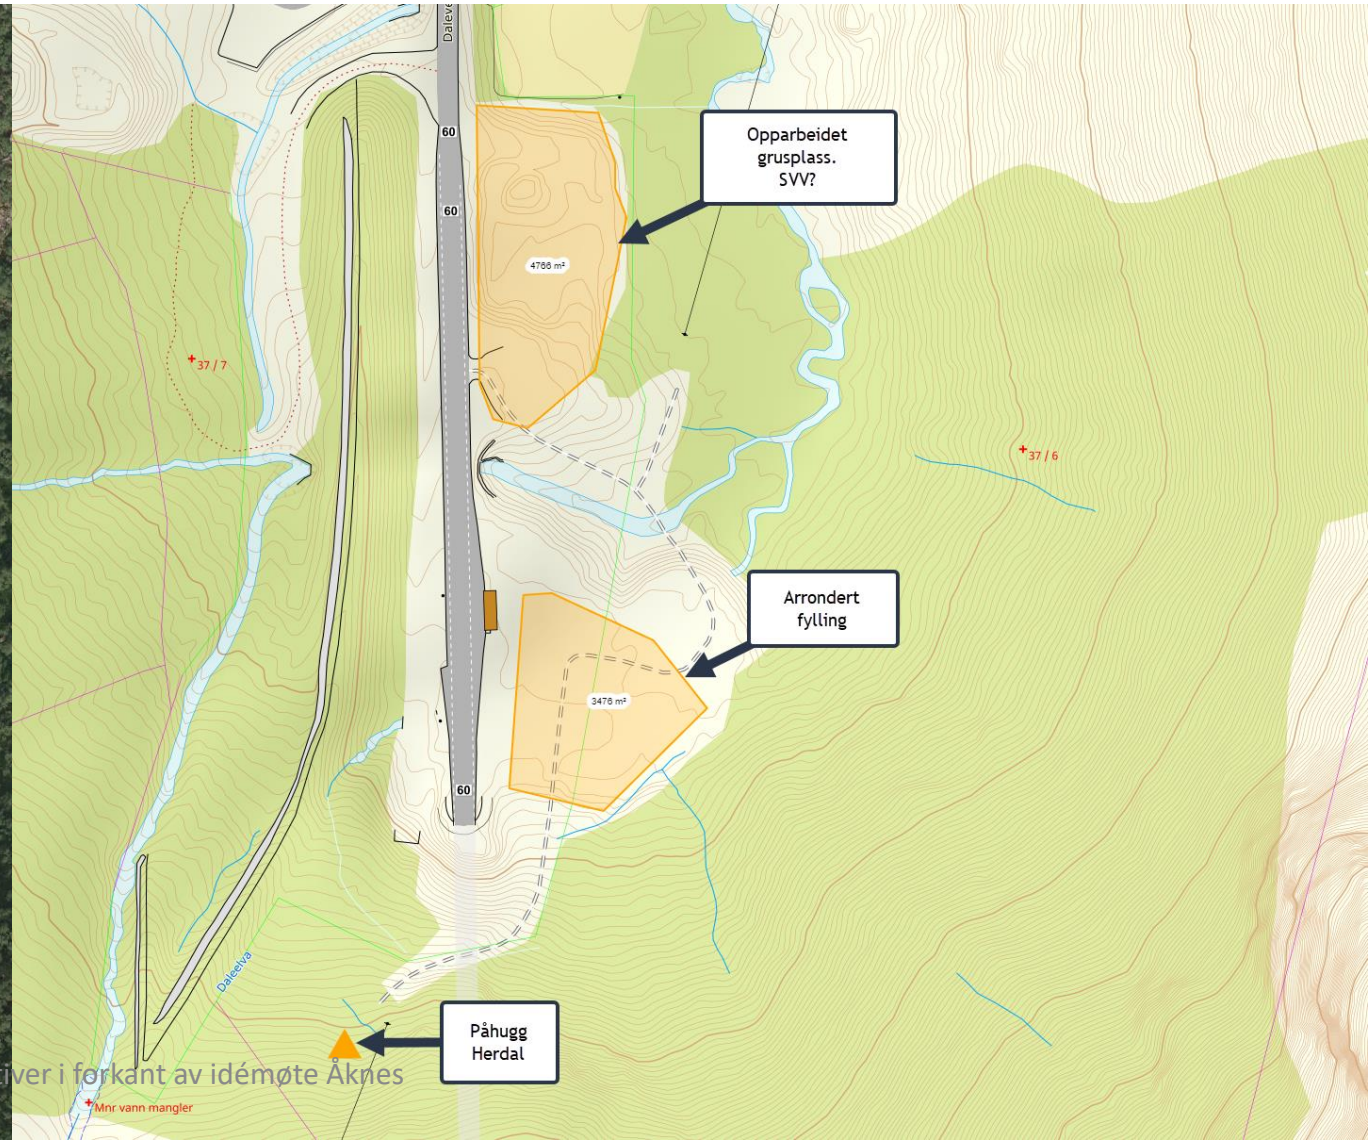 Daleve
60
Opparbeidet
grusplass.
SVV?
60
4766 m²
37 / 7
37 / 6
Arrondert
fylling
3476 m²
60
Daleelva
Påhugg
Herdal
iver i forkant av idémøte Åknes
Mnr vann mangler